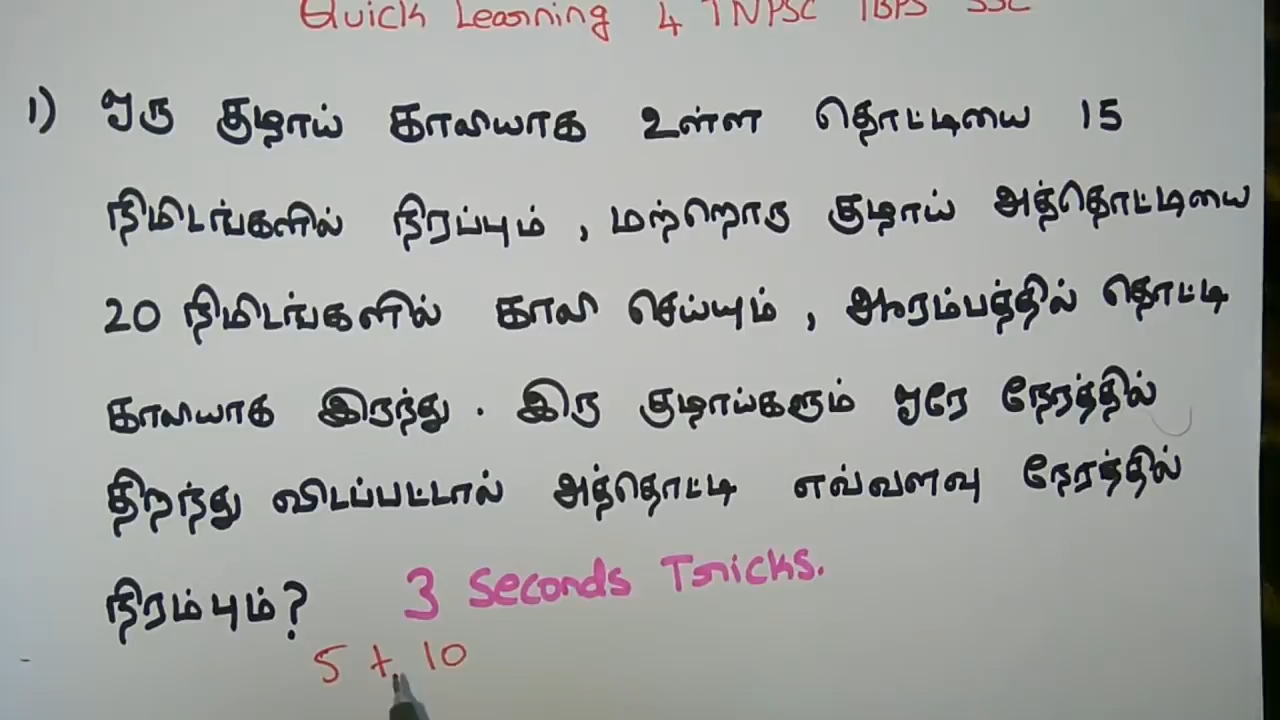 Quick Learning 4 TNPSC IBPS SSC
1) ஒரு குழாய் காலியாக உள்ள தொட்டியை 15
நிமிடங்களில் நிரப்பும் , மற்றொரு குழாய் அத்தொட்டியை
20 நிமிடங்களில் காலி செய்யும் , ஆரம்பத்தில் தொட்டி
காலியாக இருந்து . இரு குழாய்களும் ஒரே நேரத்தில்
திறந்து விடப்பட்டால் அத்தொட்டி எவ்வளவு நேரத்தில்
நிரம்பும்? 3 Seconds Tricks.
5 + 10